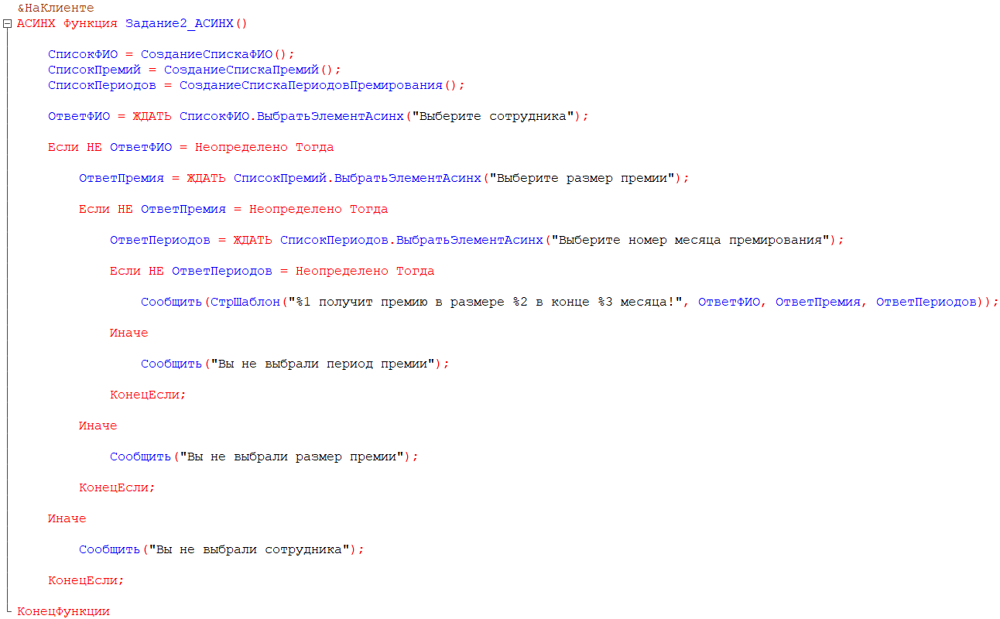 &НаКлиенте
АСИНХ Функция Задание2_АСИНХ()
СписокФИО = СозданиеСпискаФИО();
СписокПремий = СозданиеСпискаПремий();
СписокПериодов = СозданиеСпискаПериодовПремирования();
ОтветФИО = ЖДАТЬ СписокФИО.ВыбратьЭлементАсинх("Выберите сотрудника");
Если НЕ ОтветФИО = Неопределено Тогда
ОтветПремия = ЖДАТЬ СписокПремий.ВыбратьЭлементАсинх("Выберите размер премии");
Если НЕ ОтветПремия = Неопределено Тогда
ОтветПериодов = ЖДАТЬ СписокПериодов.ВыбратьЭлементАсинх("Выберите номер месяца премирования");
Если НЕ ОтветПериодов = Неопределено Тогда
Сообщить(СтрШаблон("%1 получит премию в размере %2 в конце %3 месяца!", ОтветФИО, ОтветПремия, ОтветПериодов));
Иначе
Сообщить("Вы не выбрали период премии");
КонецЕсли;
Иначе
Сообщить("Вы не выбрали размер премии");
КонецЕсли;
Иначе
Сообщить("Вы не выбрали сотрудника");
КонецЕсли;
КонецФункции